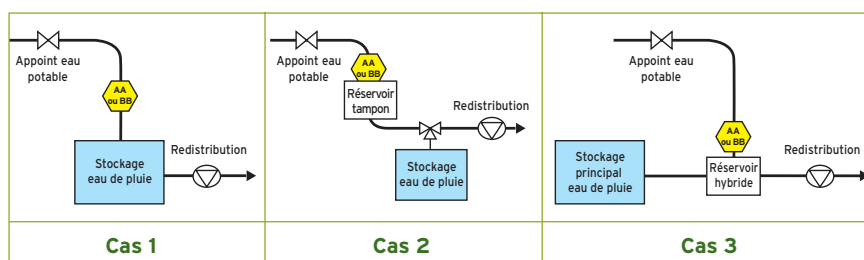 Appoint eau
potable
AA
ou BB
Stockage
eau de pluie
Redistribution
Cas 1
Appoint eau
potable
AA
ou BB
Réservoir
tampon
Redistribution
Stockage
eau de pluie
Cas 2
Appoint eau
potable
AA
ou BB
Stockage
principal
eau de pluie
Réservoir
hybride
Redistribution
Cas 3